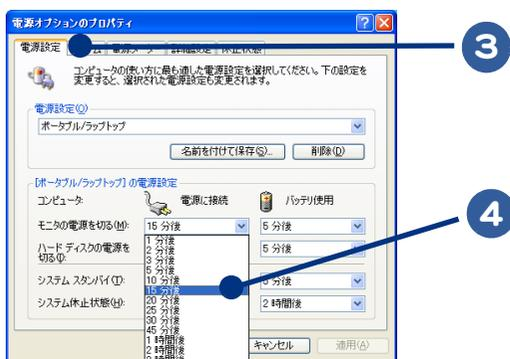 電源オプションのプロパティ
電源設定
詳細設定 休止状態
コンピュータの使い方に最も適した電源設定を選択してください。下の設定を
変更すると、選択された電源設定も変更されます。
電源設定(O)
ポータブル/ラップトップ
名前を付けて保存(S)... 削除(D)
[ポータブル/ラップトップ] の電源設定
コンピュータ: 電源に接続 バッテリ使用
モニタの電源を切る(M): 15 分後 5 分後
ハード ディスクの電源を
切る(I): 5 分後
システム スタンバイ(T): 5 分後
システム休止状態(H): 2 時間後
1 分後
2 分後
3 分後
5 分後
10 分後
15 分後
20 分後
25 分後
30 分後
45 分後
1 時間後
2 時間後
キャンセル 適用(A)
3
4